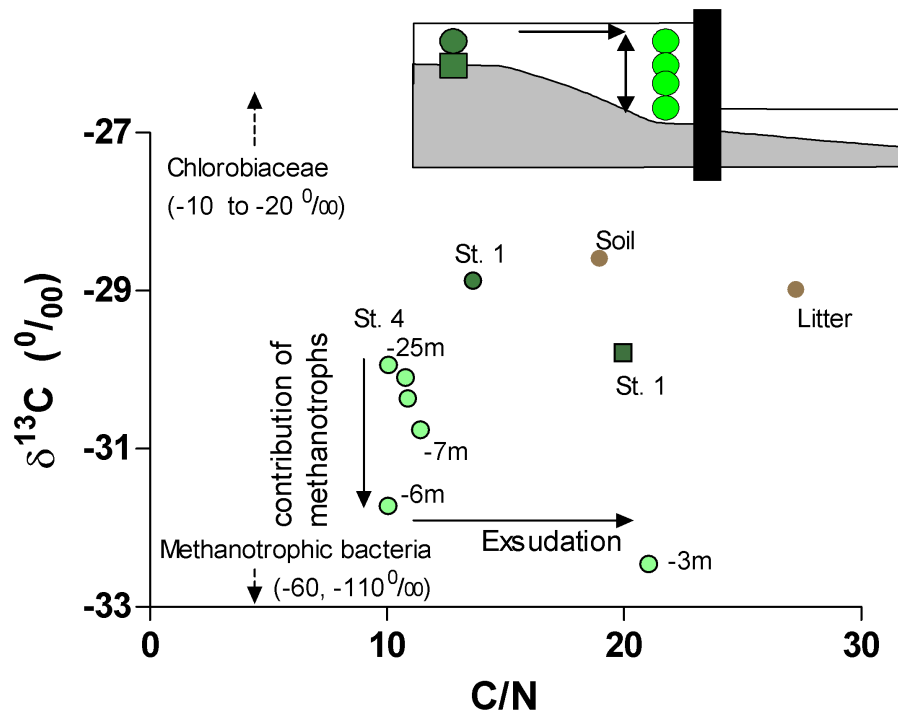 -27
Chlorobiaceae
(-10 to -20 ⁰/₀₀)
St. 1
Soil
-29
Litter
St. 4
-25m
St. 1
δ¹³C (⁰/₀₀)
contribution of
methanotrophs
-31
-7m
-6m
Exsudation
Methanotrophic bacteria
-3m
(-60, -110⁰/₀₀)
-33
0
10
20
30
C/N